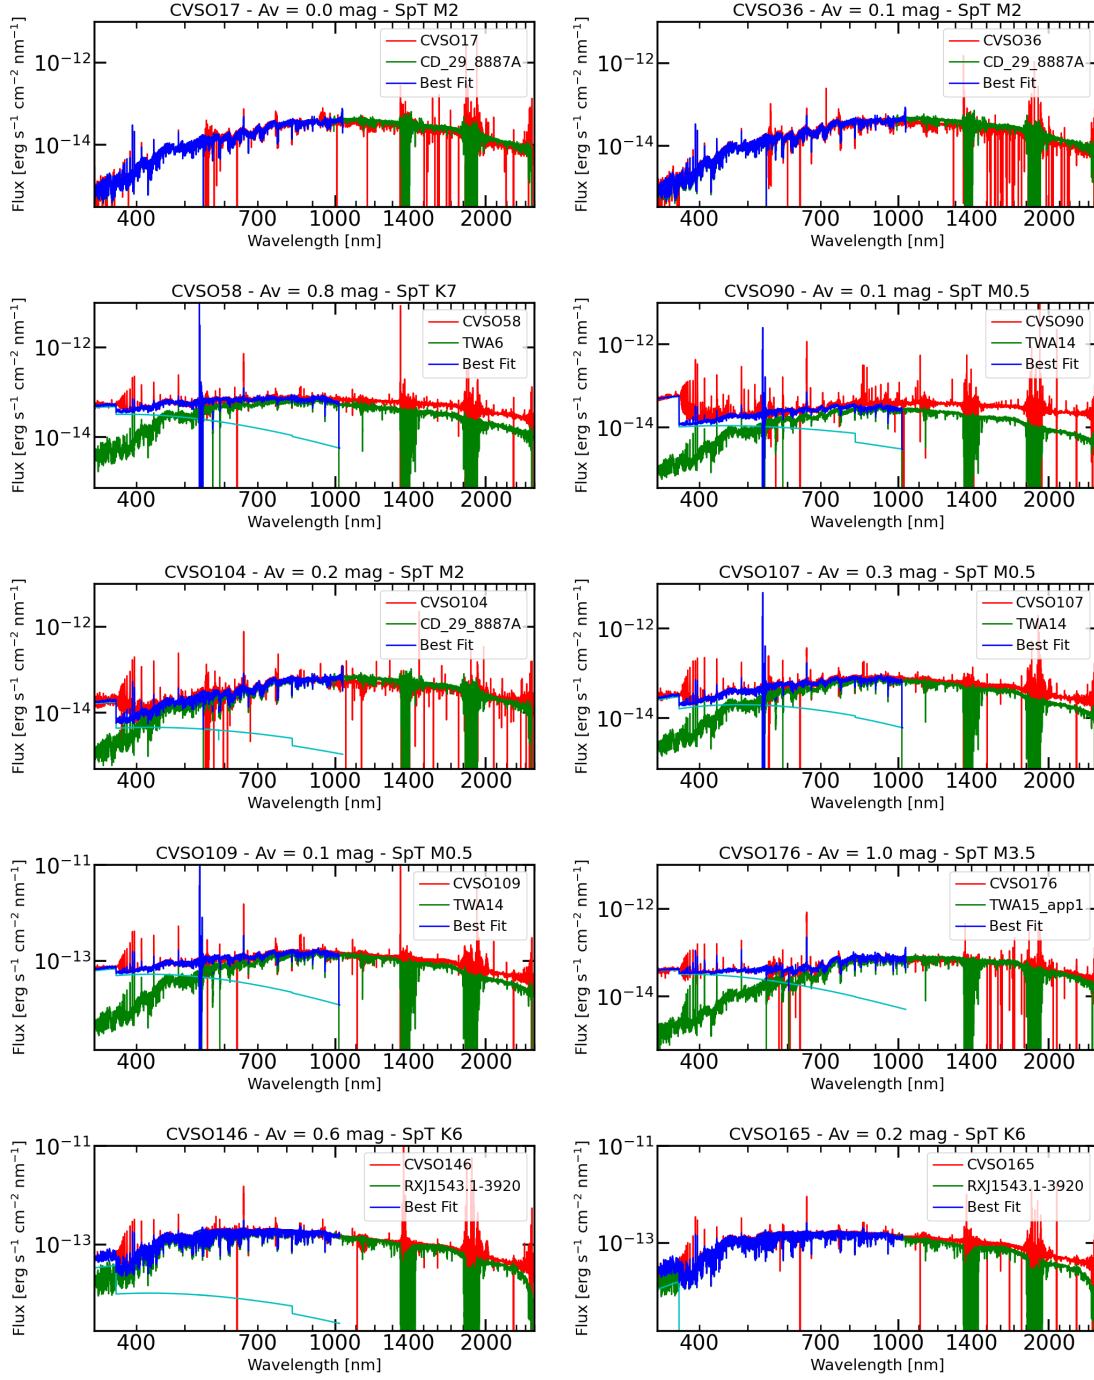 CVSO17 - Av = 0.0 mag - SpT M2
Flux [erg s⁻¹ cm⁻² nm⁻¹]
10⁻¹²
10⁻¹⁴
CVSO17
CD_29_8887A
Best Fit
400 700 1000 1400 2000
Wavelength [nm]
CVSO36 - Av = 0.1 mag - SpT M2
Flux [erg s⁻¹ cm⁻² nm⁻¹]
10⁻¹²
10⁻¹⁴
CVSO36
CD_29_8887A
Best Fit
400 700 1000 1400 2000
Wavelength [nm]
CVSO58 - Av = 0.8 mag - SpT K7
Flux [erg s⁻¹ cm⁻² nm⁻¹]
10⁻¹²
10⁻¹⁴
CVSO58
TWA6
Best Fit
400 700 1000 1400 2000
Wavelength [nm]
CVSO90 - Av = 0.1 mag - SpT M0.5
Flux [erg s⁻¹ cm⁻² nm⁻¹]
10⁻¹²
10⁻¹⁴
CVSO90
TWA14
Best Fit
400 700 1000 1400 2000
Wavelength [nm]
CVSO104 - Av = 0.2 mag - SpT M2
Flux [erg s⁻¹ cm⁻² nm⁻¹]
10⁻¹²
10⁻¹⁴
CVSO104
CD_29_8887A
Best Fit
400 700 1000 1400 2000
Wavelength [nm]
CVSO107 - Av = 0.3 mag - SpT M0.5
Flux [erg s⁻¹ cm⁻² nm⁻¹]
10⁻¹²
10⁻¹⁴
CVSO107
TWA14
Best Fit
400 700 1000 1400 2000
Wavelength [nm]
CVSO109 - Av = 0.1 mag - SpT M0.5
Flux [erg s⁻¹ cm⁻² nm⁻¹]
10⁻¹¹
10⁻¹³
CVSO109
TWA14
Best Fit
400 700 1000 1400 2000
Wavelength [nm]
CVSO176 - Av = 1.0 mag - SpT M3.5
Flux [erg s⁻¹ cm⁻² nm⁻¹]
10⁻¹²
10⁻¹⁴
CVSO176
TWA15_app1
Best Fit
400 700 1000 1400 2000
Wavelength [nm]
CVSO146 - Av = 0.6 mag - SpT K6
Flux [erg s⁻¹ cm⁻² nm⁻¹]
10⁻¹¹
10⁻¹³
CVSO146
RXJ1543.1-3920
Best Fit
400 700 1000 1400 2000
Wavelength [nm]
CVSO165 - Av = 0.2 mag - SpT K6
Flux [erg s⁻¹ cm⁻² nm⁻¹]
10⁻¹¹
10⁻¹³
CVSO165
RXJ1543.1-3920
Best Fit
400 700 1000 1400 2000
Wavelength [nm]